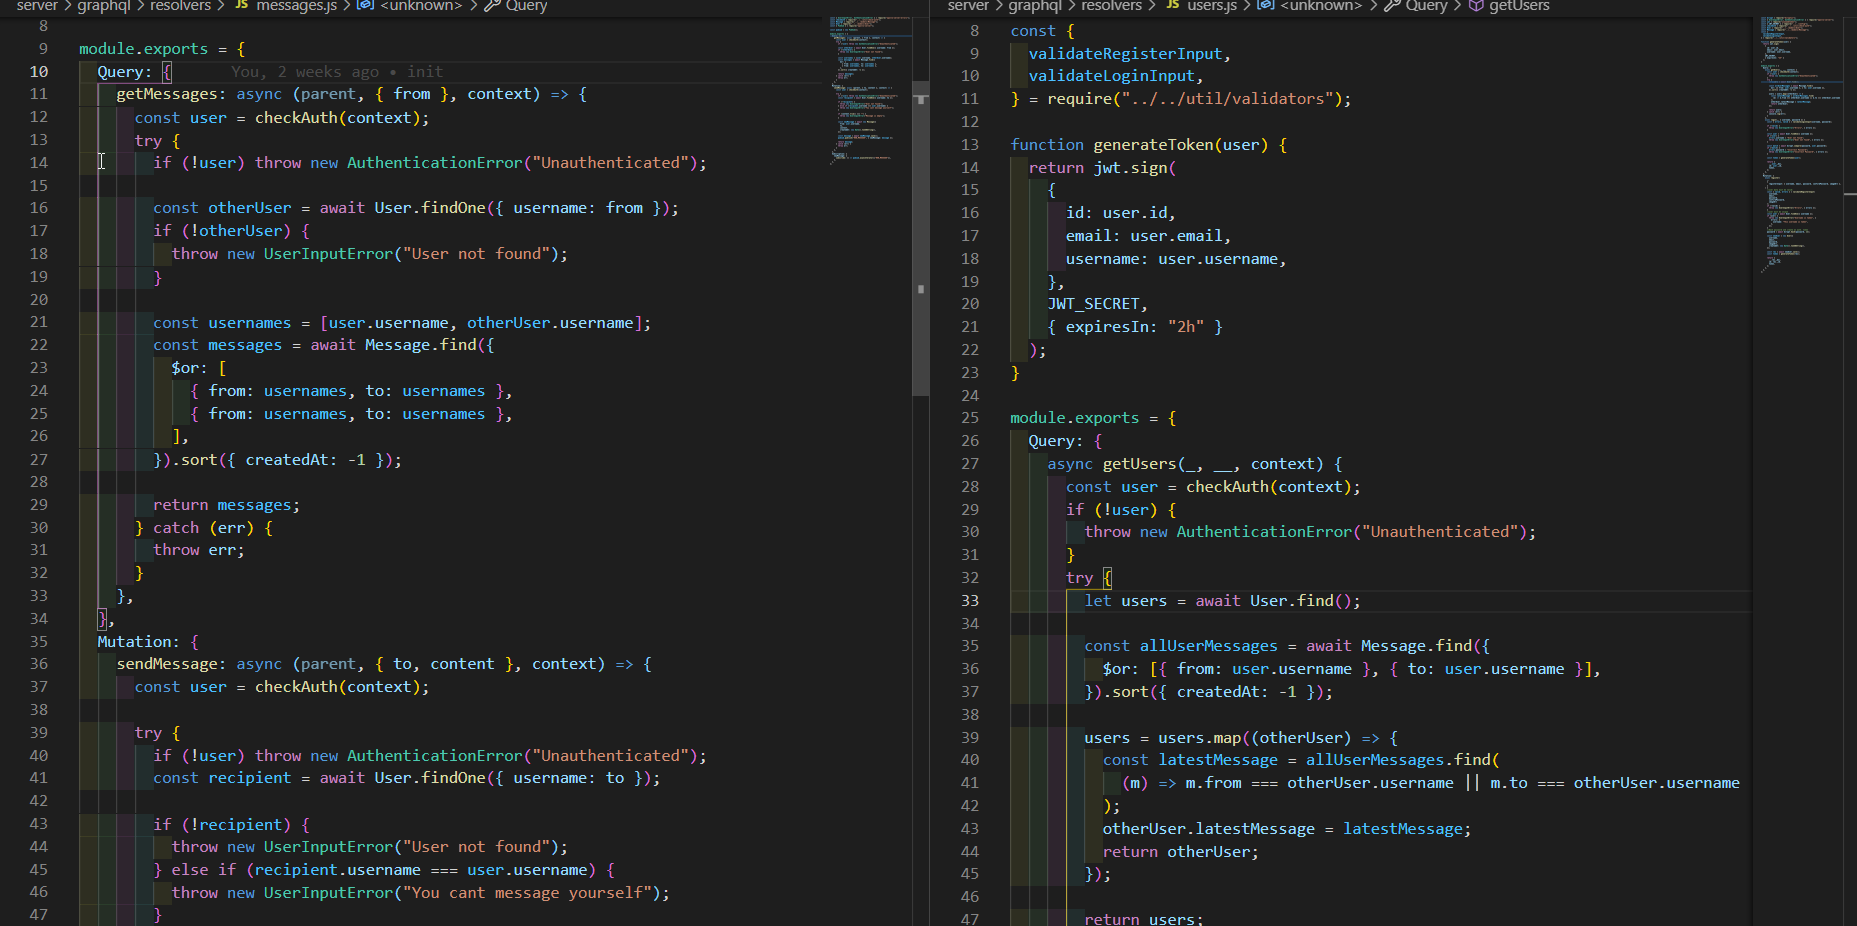 server > graphql > resolvers > JS messages.js > <unknown> > Query
8
9 module.exports = {
10 Query: { You, 2 weeks ago • init
11 getMessages: async (parent, { from }, context) => {
12 const user = checkAuth(context);
13 try {
14 if (!user) throw new AuthenticationError("Unauthenticated");
15
16 const otherUser = await User.findOne({ username: from });
17 if (!otherUser) {
18 throw new UserInputError("User not found");
19 }
20
21 const usernames = [user.username, otherUser.username];
22 const messages = await Message.find({
23 $or: [
24 { from: usernames, to: usernames },
25 { from: usernames, to: usernames },
26 ],
27 }).sort({ createdAt: -1 });
28
29 return messages;
30 } catch (err) {
31 throw err;
32 }
33 },
34 },
35 Mutation: {
36 sendMessage: async (parent, { to, content }, context) => {
37 const user = checkAuth(context);
38
39 try {
40 if (!user) throw new AuthenticationError("Unauthenticated");
41 const recipient = await User.findOne({ username: to });
42
43 if (!recipient) {
44 throw new UserInputError("User not found");
45 } else if (recipient.username === user.username) {
46 throw new UserInputError("You cant message yourself");
47 }
server > graphql > resolvers > JS users.js > <unknown> > Query > getUsers
8 const {
9 validateRegisterInput,
10 validateLoginInput,
11 } = require("../../util/validators");
12
13 function generateToken(user) {
14 return jwt.sign(
15 {
16 id: user.id,
17 email: user.email,
18 username: user.username,
19 },
20 JWT_SECRET,
21 { expiresIn: "2h" }
22 );
23 }
24
25 module.exports = {
26 Query: {
27 async getUsers(_, __, context) {
28 const user = checkAuth(context);
29 if (!user) {
30 throw new AuthenticationError("Unauthenticated");
31 }
32 try {
33 let users = await User.find();
34
35 const allUserMessages = await Message.find({
36 $or: [{ from: user.username }, { to: user.username }],
37 }).sort({ createdAt: -1 });
38
39 users = users.map((otherUser) => {
40 const latestMessage = allUserMessages.find(
41 (m) => m.from === otherUser.username || m.to === otherUser.username
42 );
43 otherUser.latestMessage = latestMessage;
44 return otherUser;
45 });
46
47 return users;